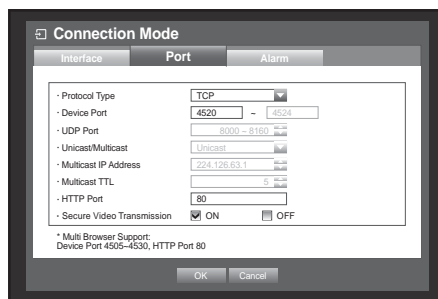 Connection Mode
Interface Port Alarm
· Protocol Type TCP
· Device Port 4520 – 4524
· UDP Port 8000 ~ 8160
· Unicast/Multicast Unicast
· Multicast IP Address 224.126.63.1
· Multicast TTL 5
· HTTP Port 80
· Secure Video Transmission ON OFF
* Multi Browser Support:
Device Port 4505~4530, HTTP Port 80
OK Cancel